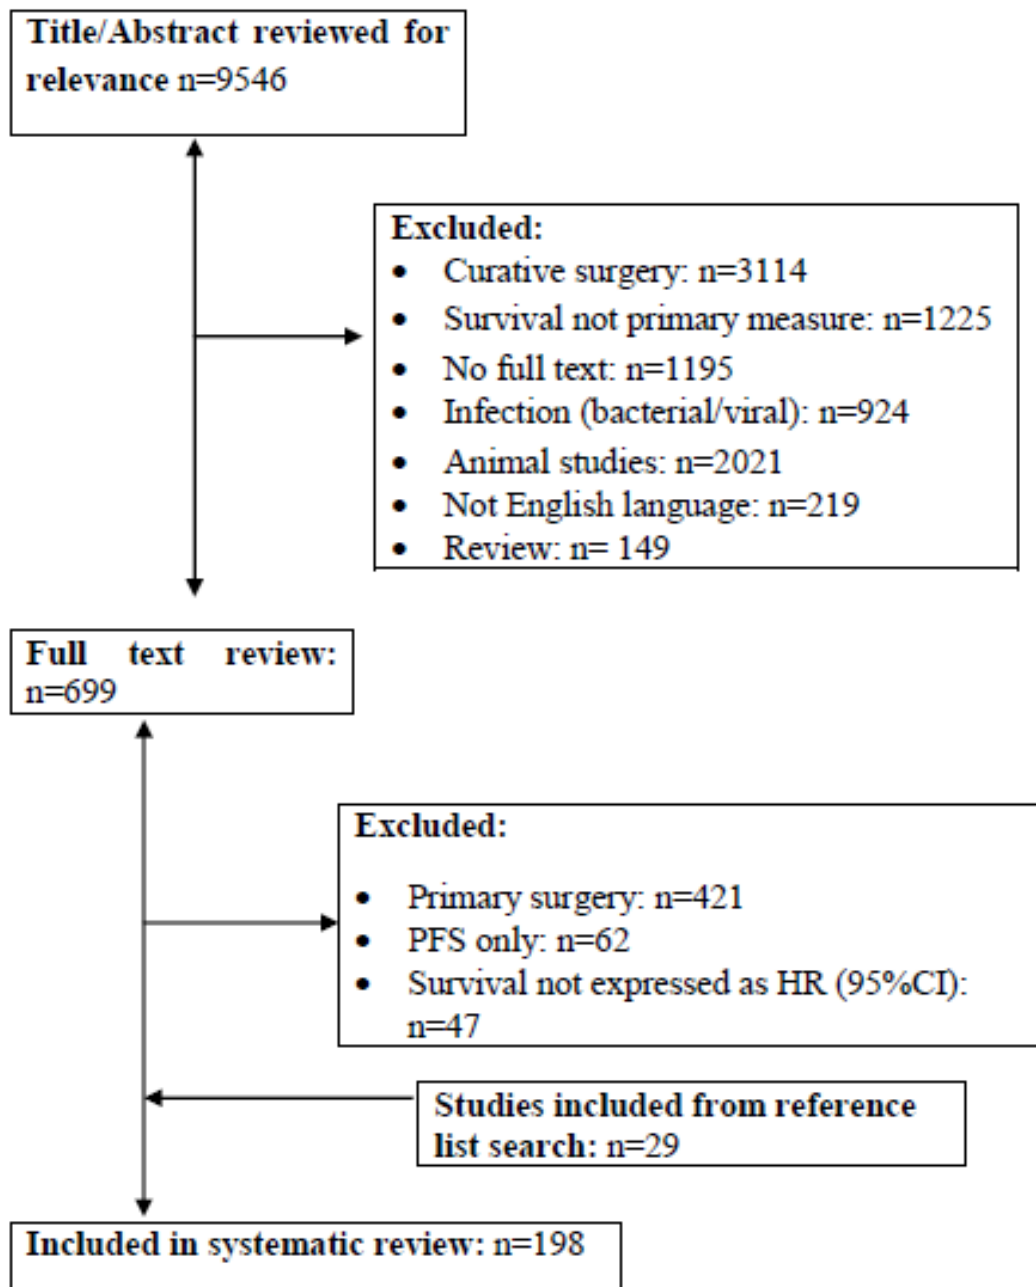 Title/Abstract reviewed for
relevance n=9546
Excluded:
• Curative surgery: n=3114
• Survival not primary measure: n=1225
• No full text: n=1195
• Infection (bacterial/viral): n=924
• Animal studies: n=2021
• Not English language: n=219
• Review: n= 149
Full text review:
n=699
Excluded:
• Primary surgery: n=421
• PFS only: n=62
• Survival not expressed as HR (95%CI):
n=47
Studies included from reference
list search: n=29
Included in systematic review: n=198